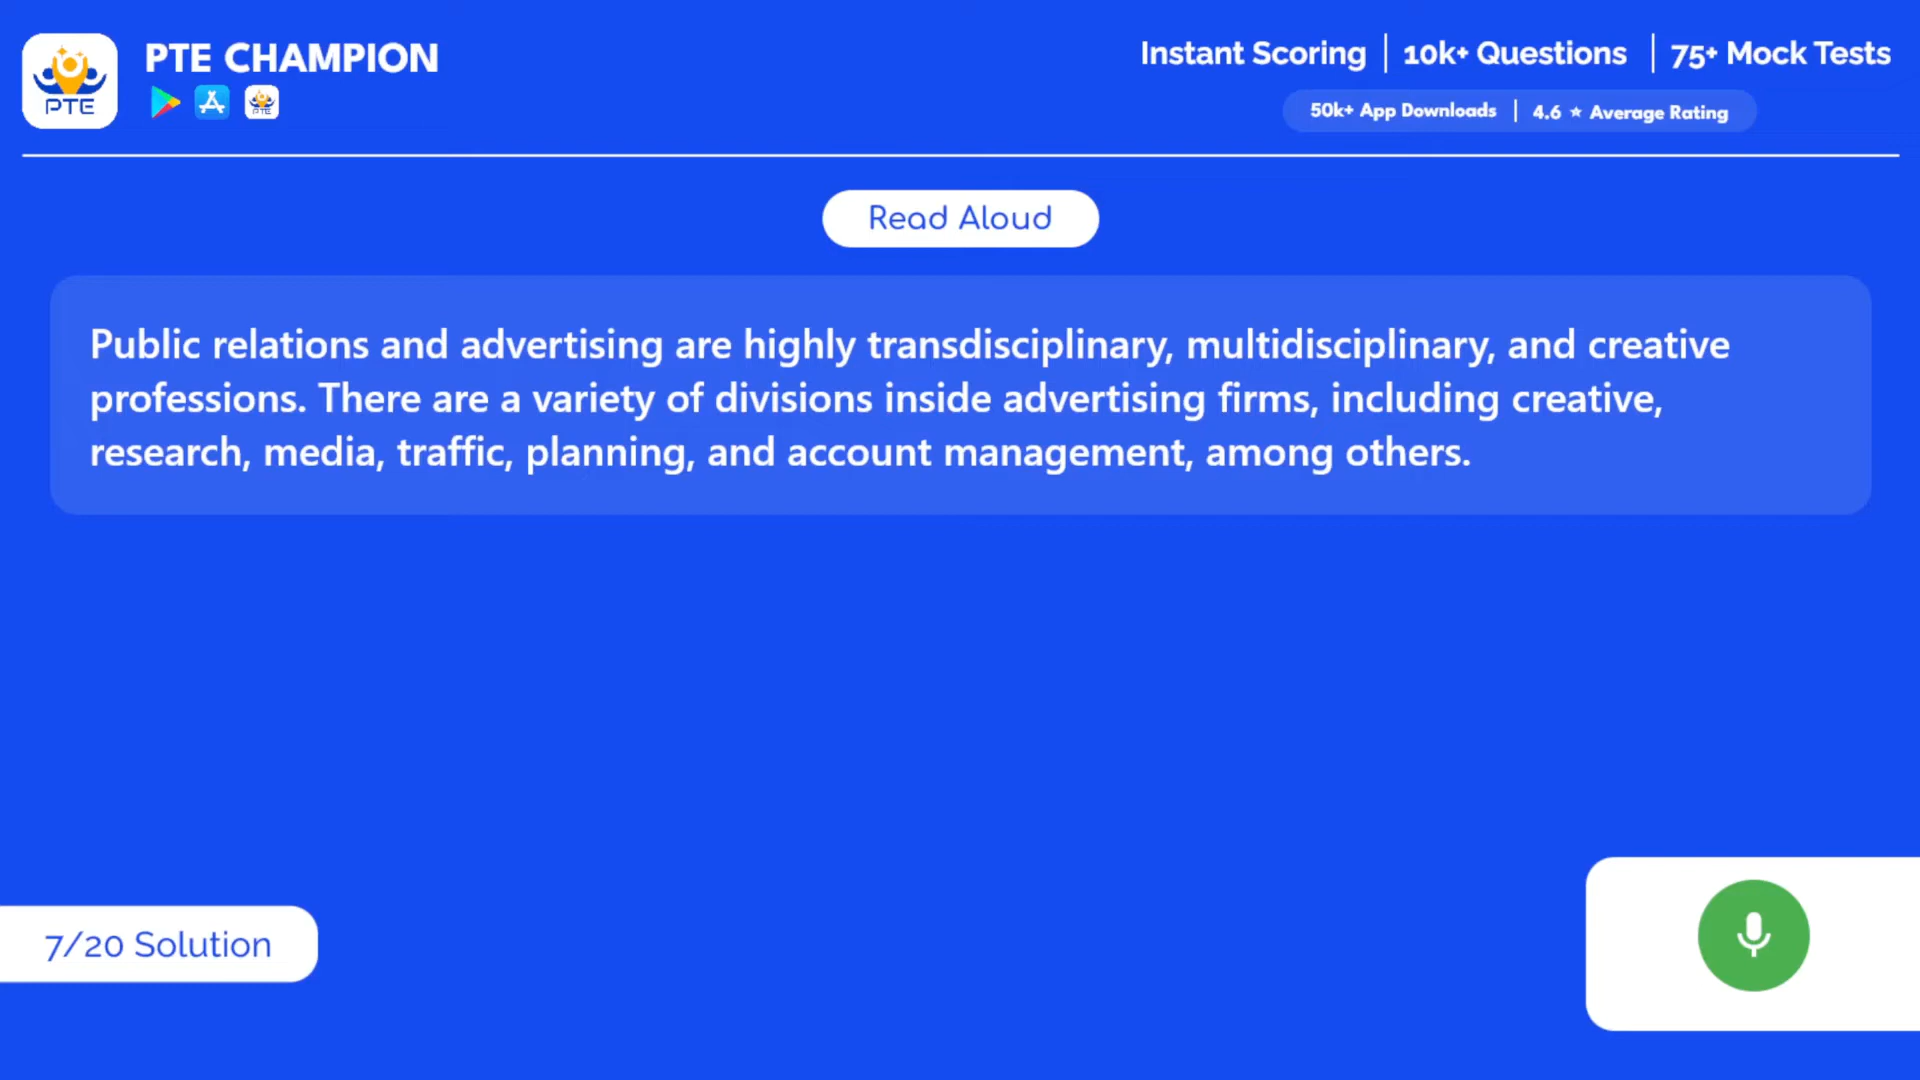 PTE CHAMPION
PTE
PTE
Instant Scoring | 10k+ Questions | 75+ Mock Tests
50k+ App Downloads | 4.6 ★ Average Rating
Read Aloud
Public relations and advertising are highly transdisciplinary, multidisciplinary, and creative
professions. There are a variety of divisions inside advertising firms, including creative,
research, media, traffic, planning, and account management, among others.
7/20 Solution